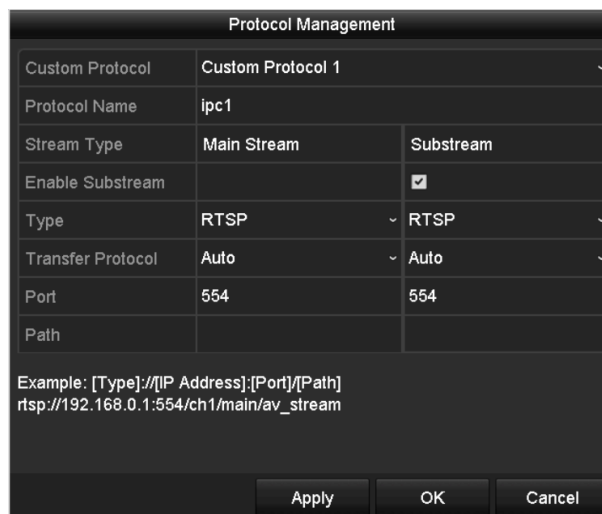 Protocol Management
Custom Protocol Custom Protocol 1
Protocol Name ipc1
Stream Type Main Stream Substream
Enable Substream
Type RTSP RTSP
Transfer Protocol Auto Auto
Port 554 554
Path
Example: [Type]://[IP Address]:[Port]/[Path]
rtsp://192.168.0.1:554/ch1/main/av_stream
Apply OK Cancel